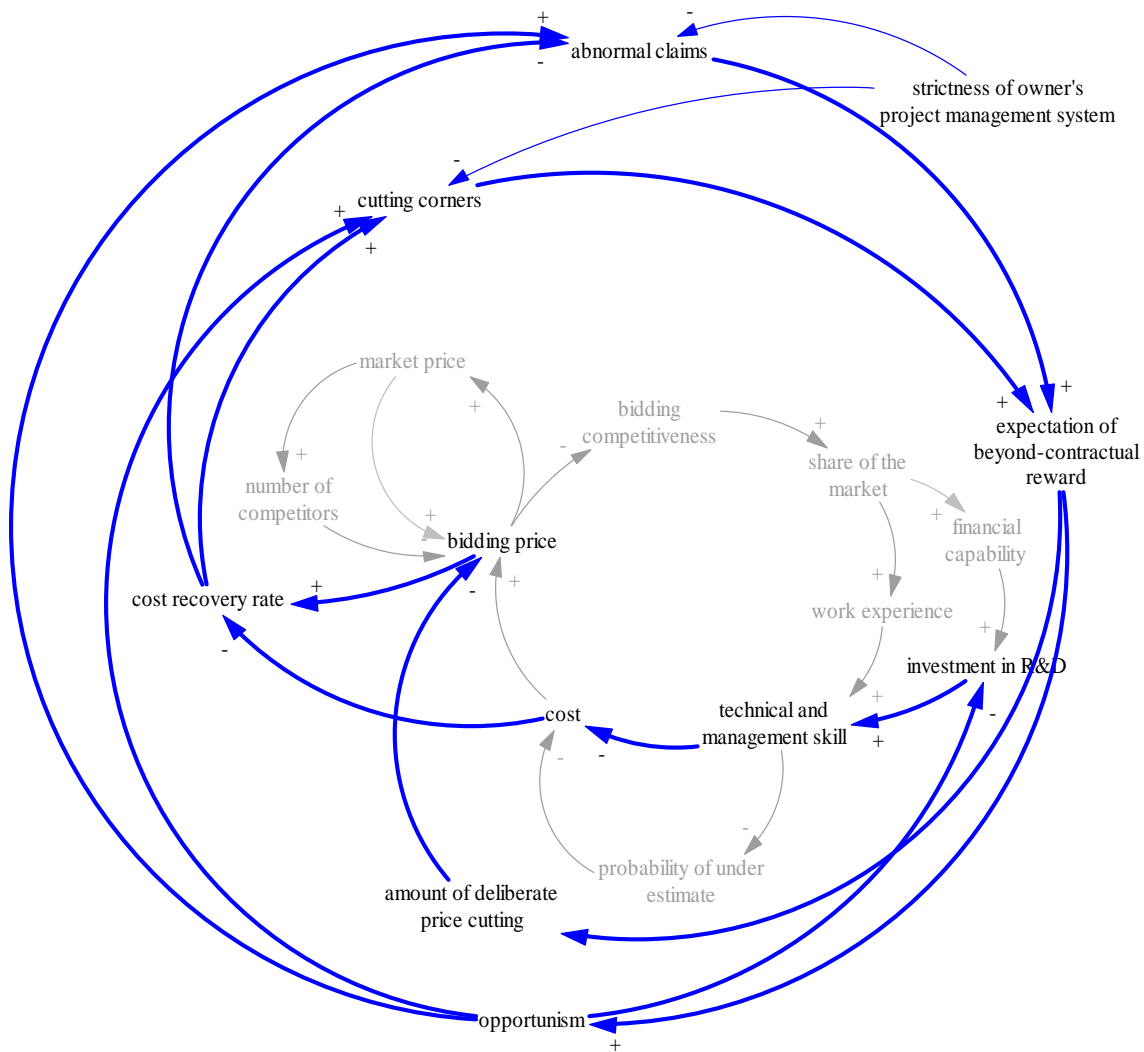 -
+
abnormal claims
-
strictness of owner's
project management system
-
cutting corners
+
+
market price
+
bidding
competitiveness
+
+
+
expectation of
beyond-contractual
reward
-
+
share of the
market
number of
competitors
+
+
financial
capability
-
bidding price
+
-
+
cost recovery rate
+
work experience
-
+
investment in R&D
+
-
cost
technical and
management skill
+
-
-
-
probability of under
estimate
amount of deliberate
price cutting
opportunism
+